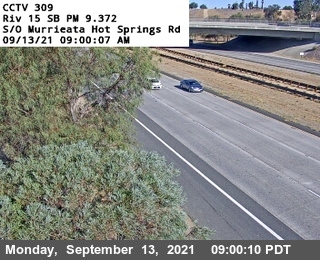 CCTV 309
Riv 15 SB PM 9.372
S/O Murrieata Hot Springs Rd
09/13/21 09:00:07 AM
Monday, September 13, 2021 09:00:10 PDT